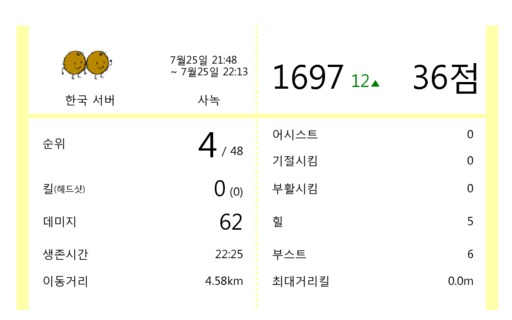 7월25일 21:48
~ 7월25일 22:13
한국 서버
사녹
1697 12▲ 36점
순위 4 / 48
킬(헤드샷) 0 (0)
데미지 62
생존시간 22:25
이동거리 4.58km
어시스트 0
기절시킴 0
부활시킴 0
힐 5
부스트 6
최대거리킬 0.0m